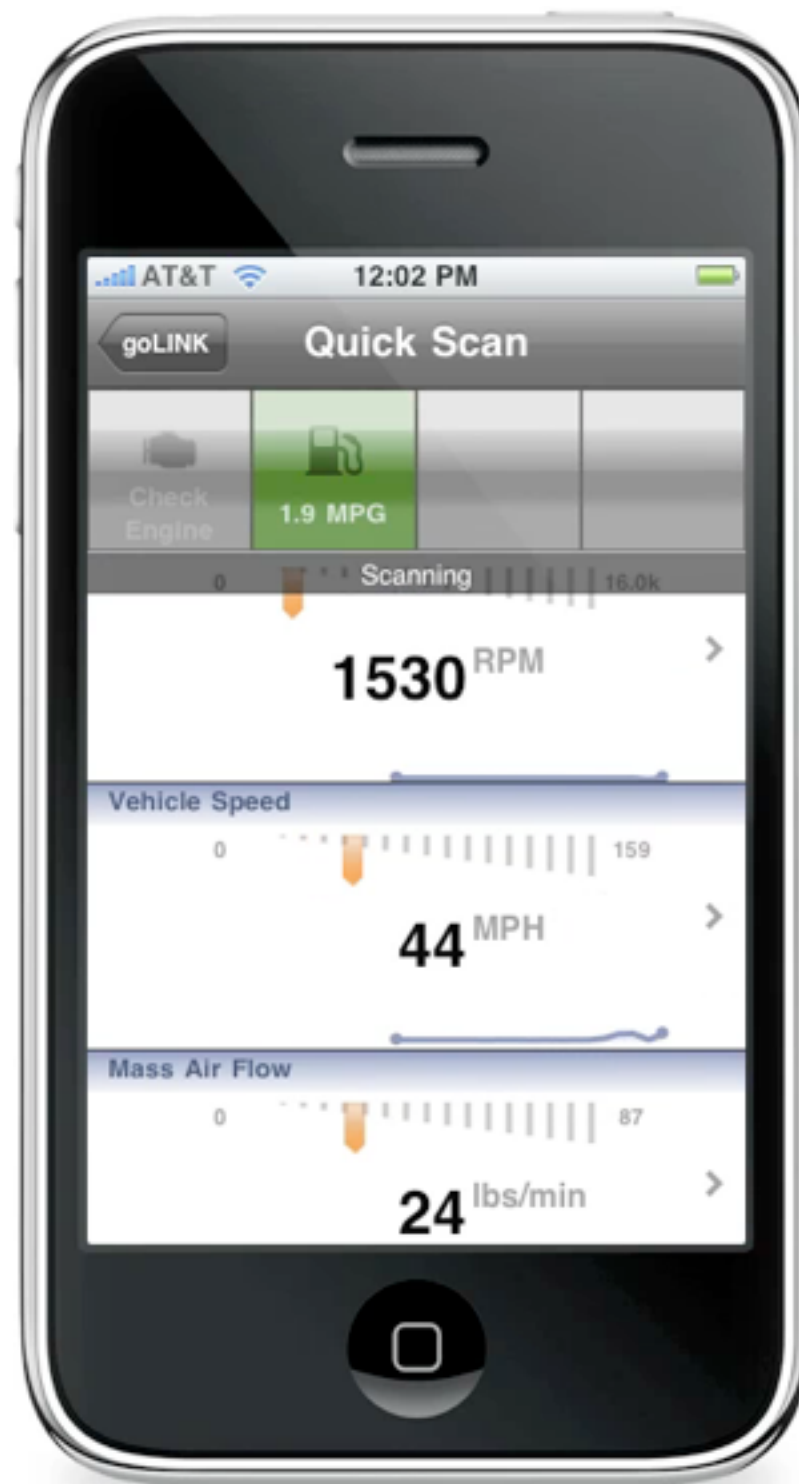 AT&T 12:02 PM
goLINK Quick Scan
Check
Engine
1.9 MPG
Scanning
0 16.0k
1530 RPM
Vehicle Speed
0 159
44 MPH
Mass Air Flow
0 87
24 lbs/min